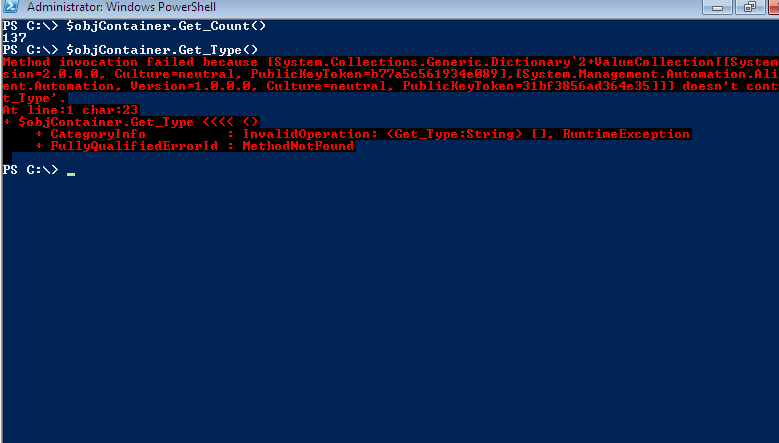 Administrator: Windows PowerShell
PS C:\> $objContainer.Get_Count()
137
PS C:\> $objContainer.Get_Type()
Method invocation failed because [System.Collections.Generic.Dictionary`2+ValueCollection[[System
sion=2.0.0.0, Culture=neutral, PublicKeyToken=b77a5c561934e089],[System.Management.Automation.Ali
ent.Automation, Version=1.0.0.0, Culture=neutral, PublicKeyToken=31bf3856ad364e35]]] doesn't cont
t_Type'.
At line:1 char:23
+ $objContainer.Get_Type <<<< ()
+ CategoryInfo : InvalidOperation: (Get_Type:String) [], RuntimeException
+ FullyQualifiedErrorId : MethodNotFound
PS C:\> _